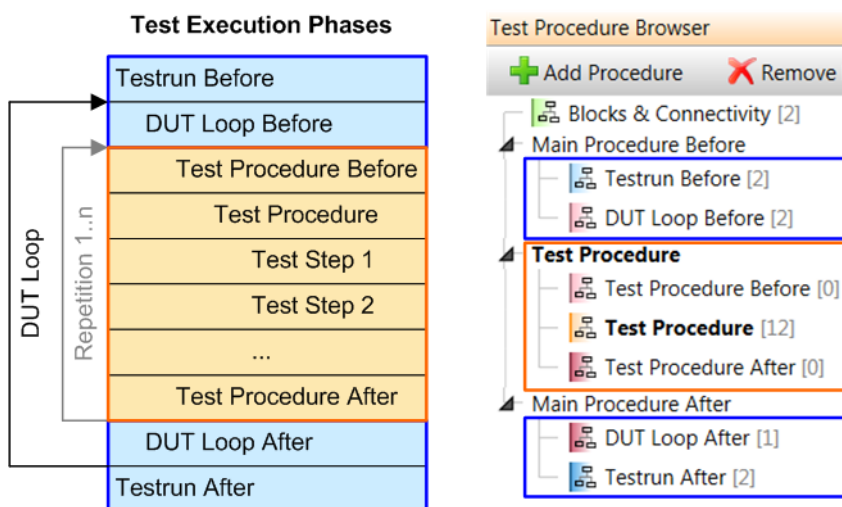 Test Execution Phases
Testrun Before
DUT Loop Before
Test Procedure Before
Test Procedure
Test Step 1
Test Step 2
...
Test Procedure After
DUT Loop After
Testrun After
DUT Loop
Repetition 1..n
Test Procedure Browser
Add Procedure Remove
Blocks & Connectivity [2]
Main Procedure Before
Testrun Before [2]
DUT Loop Before [2]
Test Procedure
Test Procedure Before [0]
Test Procedure [12]
Test Procedure After [0]
Main Procedure After
DUT Loop After [1]
Testrun After [2]